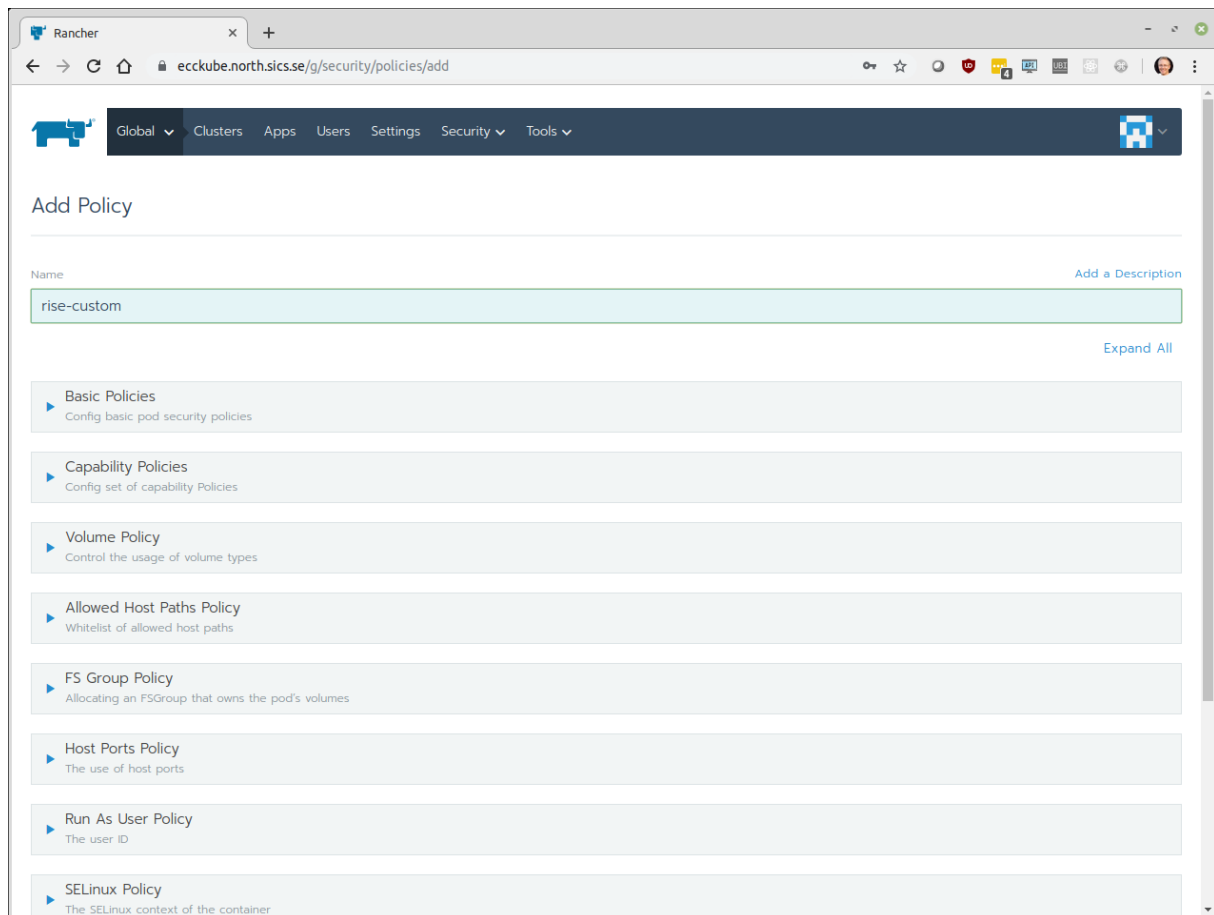 Rancher
ecckube.north.sics.se/g/security/policies/add
4
API
UBI
Global Clusters Apps Users Settings Security Tools
Add Policy
Name
Add a Description
rise-custom
Expand All
Basic Policies
Config basic pod security policies
Capability Policies
Config set of capability Policies
Volume Policy
Control the usage of volume types
Allowed Host Paths Policy
Whitelist of allowed host paths
FS Group Policy
Allocating an FSGroup that owns the pod's volumes
Host Ports Policy
The use of host ports
Run As User Policy
The user ID
SELinux Policy
The SELinux context of the container